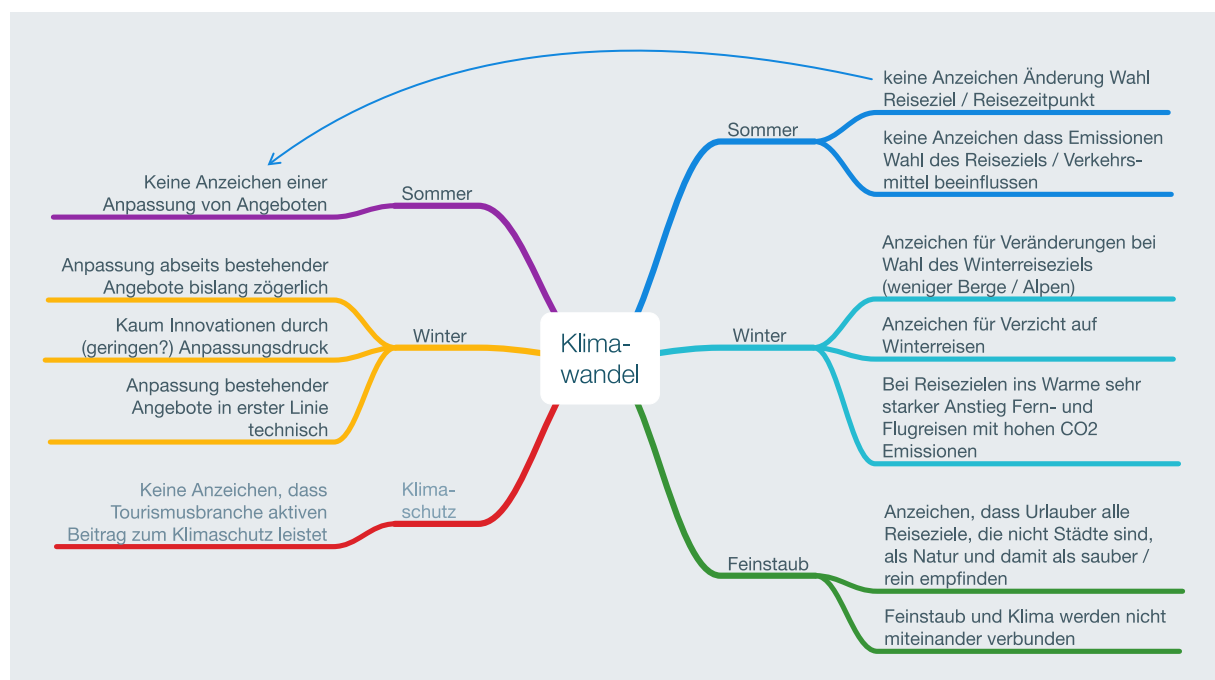 Klima-
wandel
Sommer
keine Anzeichen Änderung Wahl
Reiseziel / Reisezeitpunkt
keine Anzeichen dass Emissionen
Wahl des Reiseziels / Verkehrs-
mittel beeinflussen
Winter
Anzeichen für Veränderungen bei
Wahl des Winterreiseziels
(weniger Berge / Alpen)
Anzeichen für Verzicht auf
Winterreisen
Bei Reisezielen ins Warme sehr
starker Anstieg Fern- und
Flugreisen mit hohen CO2
Emissionen
Feinstaub
Anzeichen, dass Urlauber alle
Reiseziele, die nicht Städte sind,
als Natur und damit als sauber /
rein empfinden
Feinstaub und Klima werden nicht
miteinander verbunden
Sommer
Keine Anzeichen einer
Anpassung von Angeboten
Winter
Anpassung abseits bestehender
Angebote bislang zögerlich
Kaum Innovationen durch
(geringen?) Anpassungsdruck
Anpassung bestehender
Angebote in erster Linie
technisch
Klima-
schutz
Keine Anzeichen, dass
Tourismusbranche aktiven
Beitrag zum Klimaschutz leistet